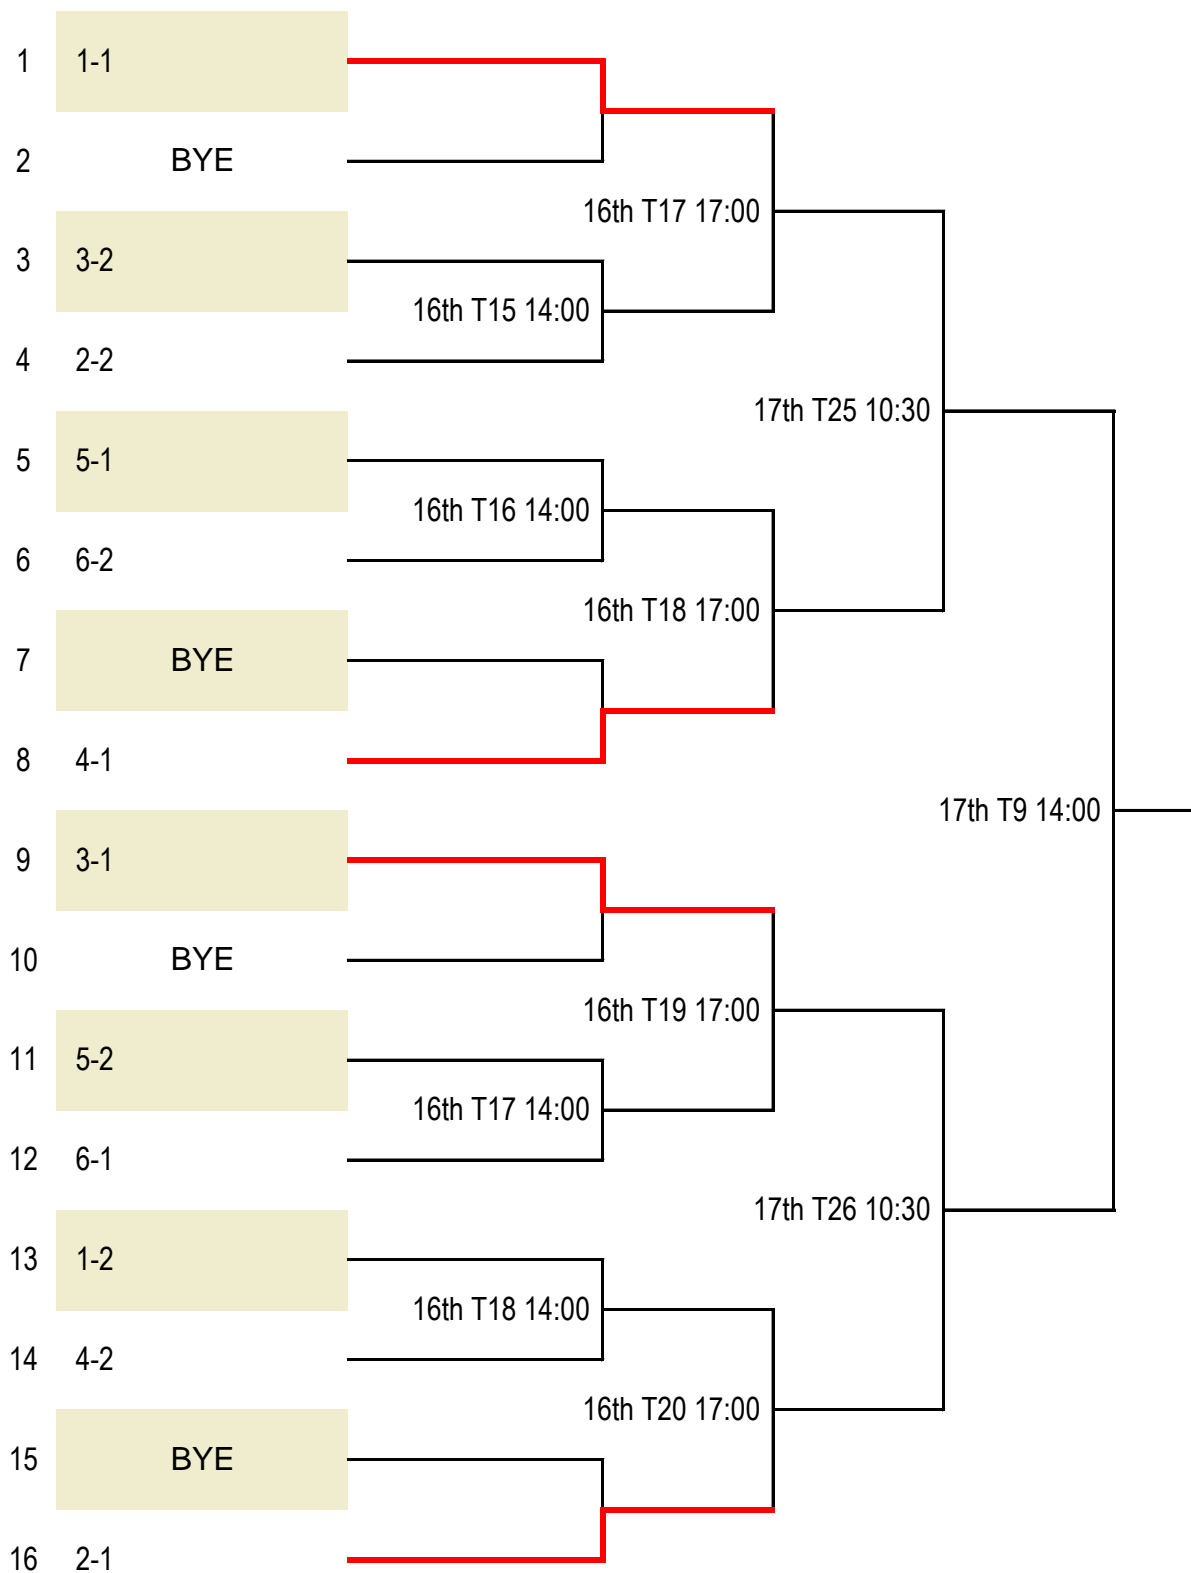 1 1-1
2 BYE
16th T17 17:00
3 3-2
16th T15 14:00
4 2-2
17th T25 10:30
5 5-1
16th T16 14:00
6 6-2
16th T18 17:00
7 BYE
8 4-1
17th T9 14:00
9 3-1
10 BYE
16th T19 17:00
11 5-2
16th T17 14:00
12 6-1
17th T26 10:30
13 1-2
16th T18 14:00
14 4-2
16th T20 17:00
15 BYE
16 2-1